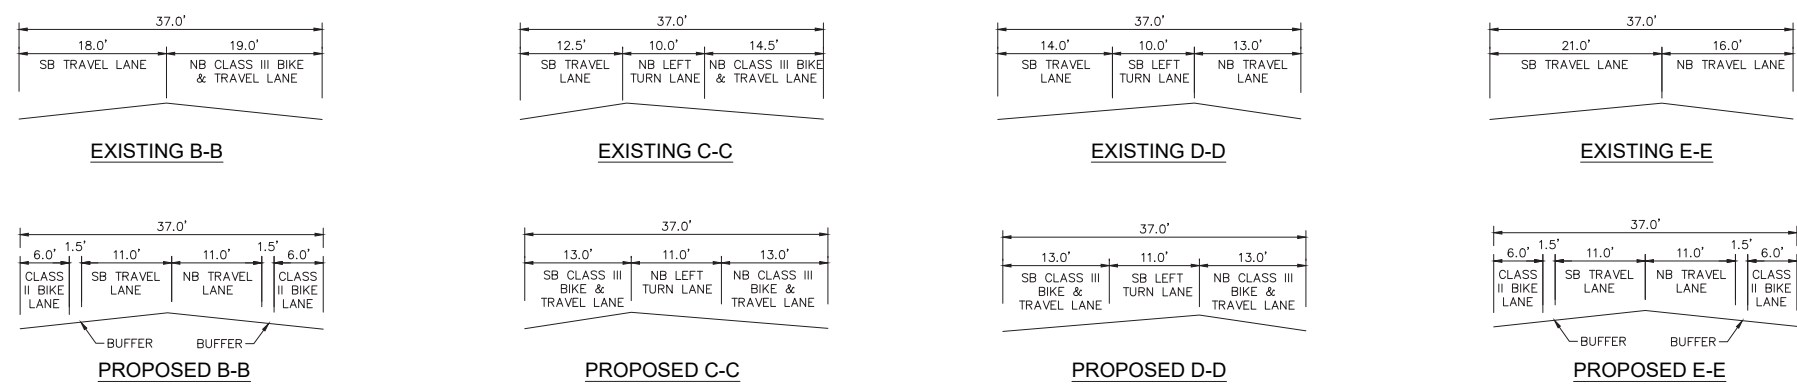 37.0'
18.0' 19.0'
SB TRAVEL LANE NB CLASS III BIKE
& TRAVEL LANE
EXISTING B-B
37.0'
12.5' 10.0' 14.5'
SB TRAVEL NB LEFT NB CLASS III BIKE
LANE TURN LANE & TRAVEL LANE
EXISTING C-C
37.0'
14.0' 10.0' 13.0'
SB TRAVEL SB LEFT NB TRAVEL
LANE TURN LANE LANE
EXISTING D-D
37.0'
21.0' 16.0'
SB TRAVEL LANE NB TRAVEL LANE
EXISTING E-E
37.0'
6.0' 1.5' 11.0' 11.0' 1.5' 6.0'
CLASS SB TRAVEL NB TRAVEL CLASS
II BIKE LANE LANE II BIKE
LANE LANE
BUFFER BUFFER
PROPOSED B-B
37.0'
13.0' 11.0' 13.0'
SB CLASS III NB LEFT NB CLASS III
BIKE & TURN LANE BIKE &
TRAVEL LANE TRAVEL LANE
PROPOSED C-C
37.0'
13.0' 11.0' 13.0'
SB CLASS III SB LEFT NB CLASS III
BIKE & TURN LANE BIKE &
TRAVEL LANE TRAVEL LANE
PROPOSED D-D
37.0'
6.0' 1.5' 11.0' 11.0' 1.5' 6.0'
CLASS SB TRAVEL NB TRAVEL CLASS
II BIKE LANE LANE II BIKE
LANE LANE
BUFFER BUFFER
PROPOSED E-E